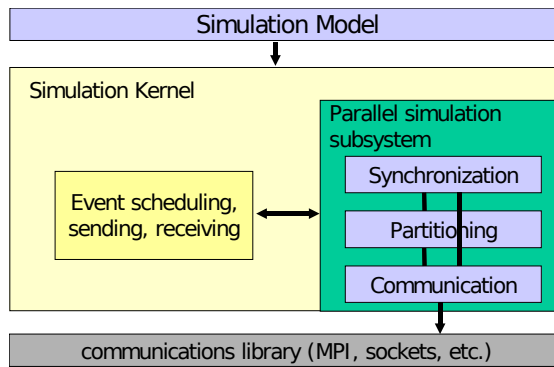 Simulation Model
Simulation Kernel
Parallel simulation
subsystem
Synchronization
Event scheduling,
sending, receiving
Partitioning
Communication
communications library (MPI, sockets, etc.)